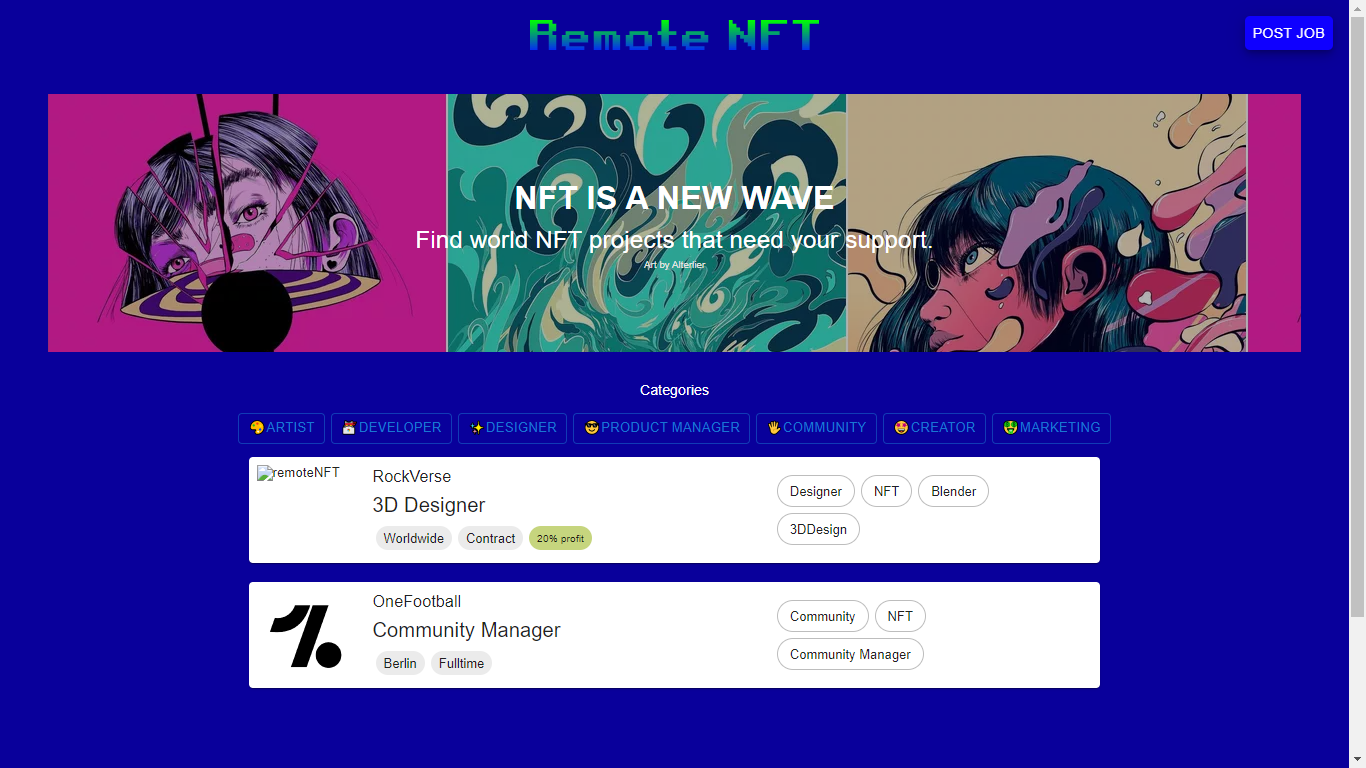 Remote NFT
POST JOB
NFT IS A NEW WAVE
Find world NFT projects that need your support.
Art by Alterlier
Categories
ARTIST DEVELOPER DESIGNER PRODUCT MANAGER COMMUNITY CREATOR MARKETING
remoteNFT
RockVerse
3D Designer
Worldwide Contract 20% profit
Designer NFT Blender
3DDesign
OneFootball
Community Manager
Berlin Fulltime
Community NFT
Community Manager